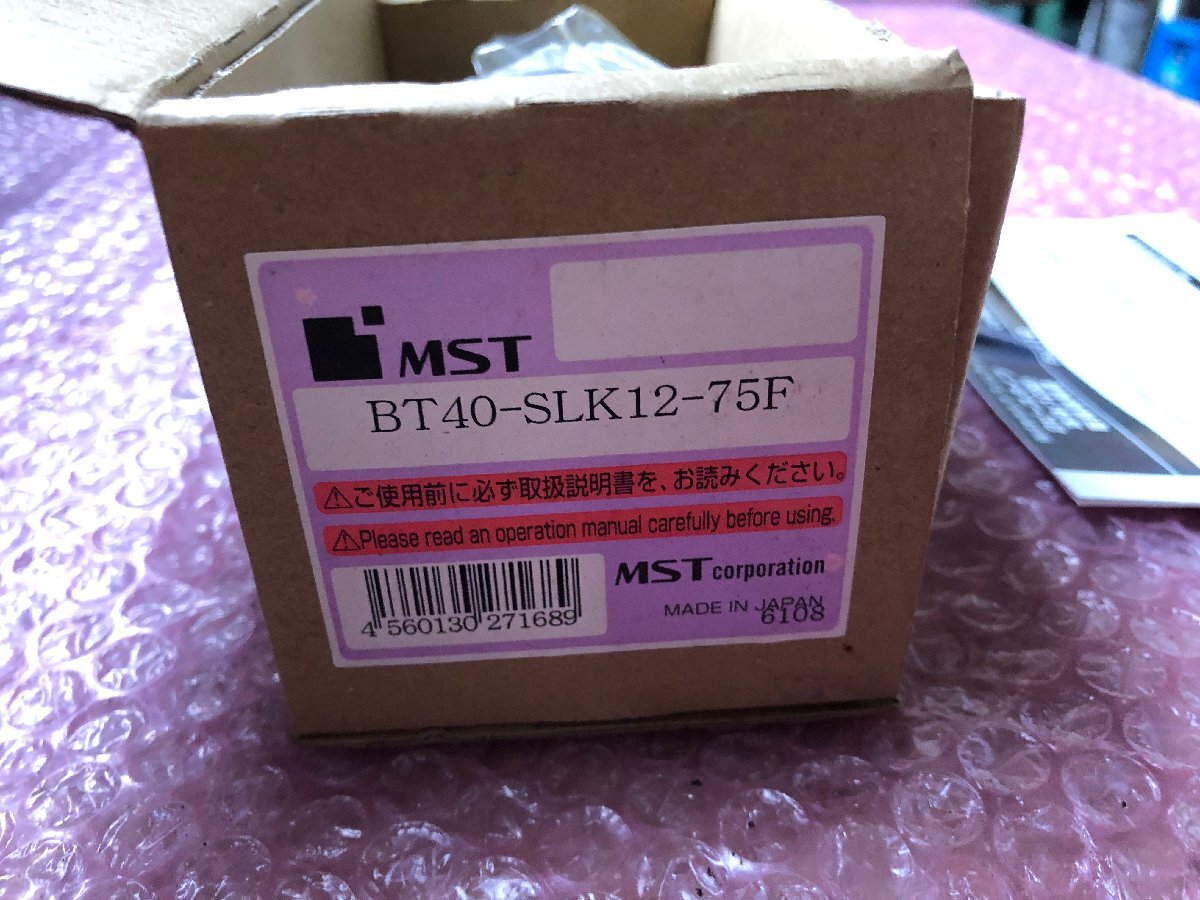 MST
BT40-SLK12-75F
⚠ご使用前に必ず取扱説明書を、お読みください。
⚠Please read an operation manual carefully before using.
4 560130 271689
MST corporation
MADE IN JAPAN
6108